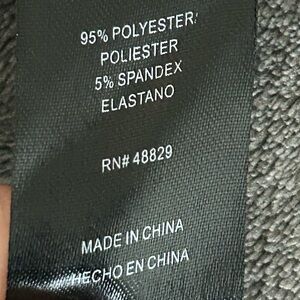 95% POLYESTER/
POLIESTER
5% SPANDEX
ELASTANO
RN# 48829
MADE IN CHINA
HECHO EN CHINA